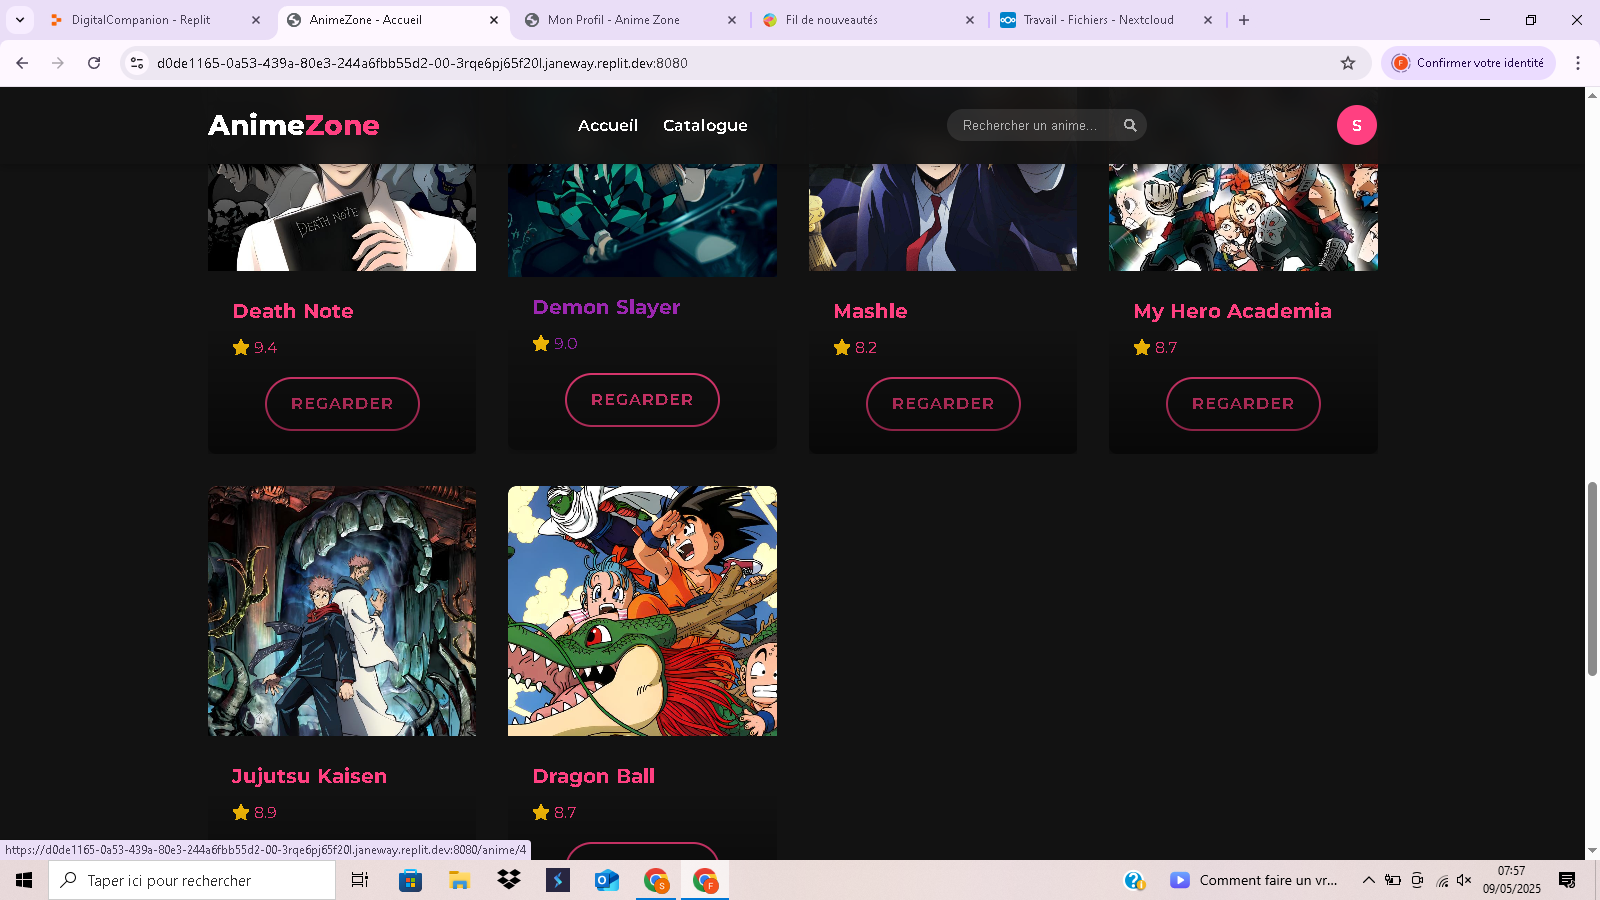 DigitalCompanion - Replit
AnimeZone - Accueil
Mon Profil - Anime Zone
Fil de nouveautés
Travail - Fichiers - Nextcloud
d0de1165-0a53-439a-80e3-244a6fbb55d2-00-3rqe6pj65f20l.janeway.replit.dev:8080
F
Confirmer votre identité
AnimeZone
Accueil
Catalogue
Rechercher un anime...
S
DEATH NOTE
Death Note
9.4
REGARDER
Demon Slayer
9.0
REGARDER
Mashle
8.2
REGARDER
My Hero Academia
8.7
REGARDER
Jujutsu Kaisen
8.9
Dragon Ball
8.7
https://d0de1165-0a53-439a-80e3-244a6fbb55d2-00-3rqe6pj65f20l.janeway.replit.dev:8080/anime/4
Taper ici pour rechercher
S
F
Comment faire un vr...
07:57
09/05/2025